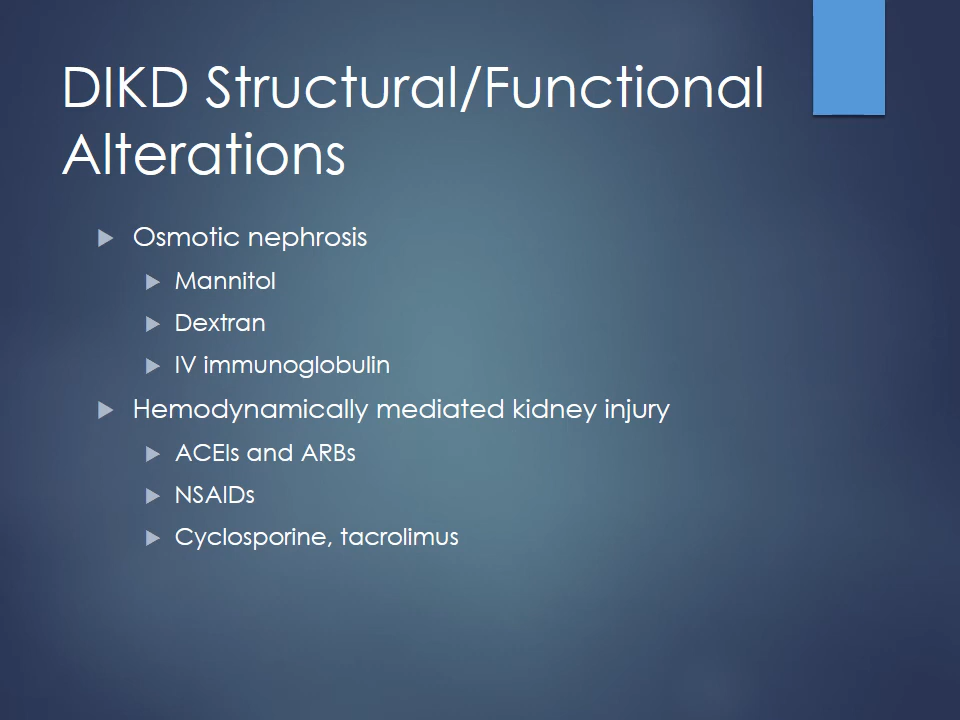 DIKD Structural/Functional
Alterations
Osmotic nephrosis
Mannitol
Dextran
IV immunoglobulin
Hemodynamically mediated kidney injury
ACEIs and ARBs
NSAIDs
Cyclosporine, tacrolimus